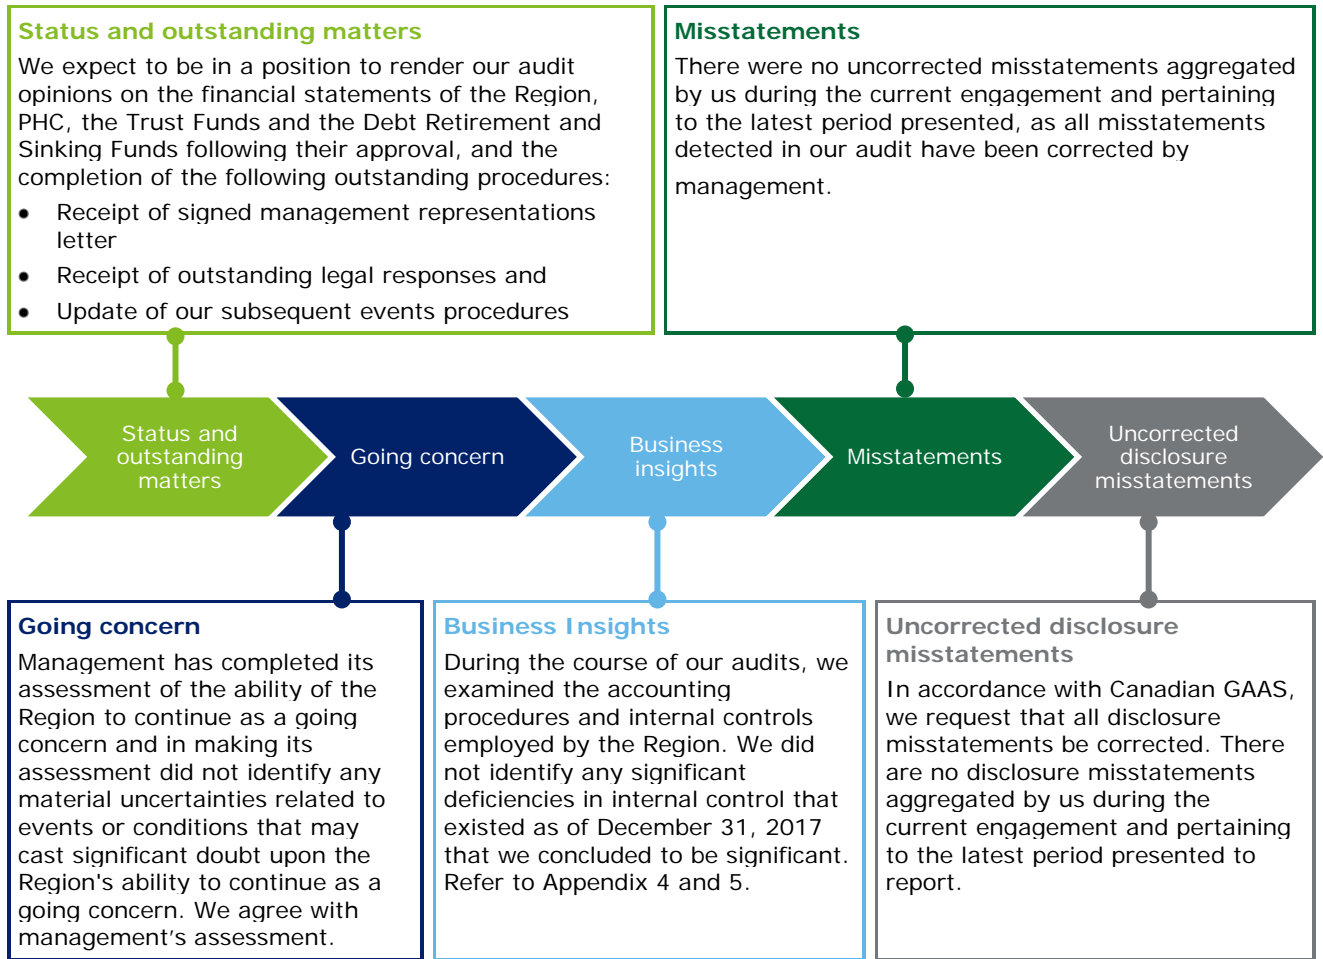 Status and outstanding matters
We expect to be in a position to render our audit
opinions on the financial statements of the Region,
PHC, the Trust Funds and the Debt Retirement and
Sinking Funds following their approval, and the
completion of the following outstanding procedures:
• Receipt of signed management representations
letter
• Receipt of outstanding legal responses and
• Update of our subsequent events procedures
Misstatements
There were no uncorrected misstatements aggregated
by us during the current engagement and pertaining
to the latest period presented, as all misstatements
detected in our audit have been corrected by
management.
Status and
outstanding
matters
Going concern
Business
insights
Misstatements
Uncorrected
disclosure
misstatements
Going concern
Management has completed its
assessment of the ability of the
Region to continue as a going
concern and in making its
assessment did not identify any
material uncertainties related to
events or conditions that may
cast significant doubt upon the
Region's ability to continue as a
going concern. We agree with
management’s assessment.
Business Insights
During the course of our audits, we
examined the accounting
procedures and internal controls
employed by the Region. We did
not identify any significant
deficiencies in internal control that
existed as of December 31, 2017
that we concluded to be significant.
Refer to Appendix 4 and 5.
Uncorrected disclosure
misstatements
In accordance with Canadian GAAS,
we request that all disclosure
misstatements be corrected. There
are no disclosure misstatements
aggregated by us during the
current engagement and pertaining
to the latest period presented to
report.